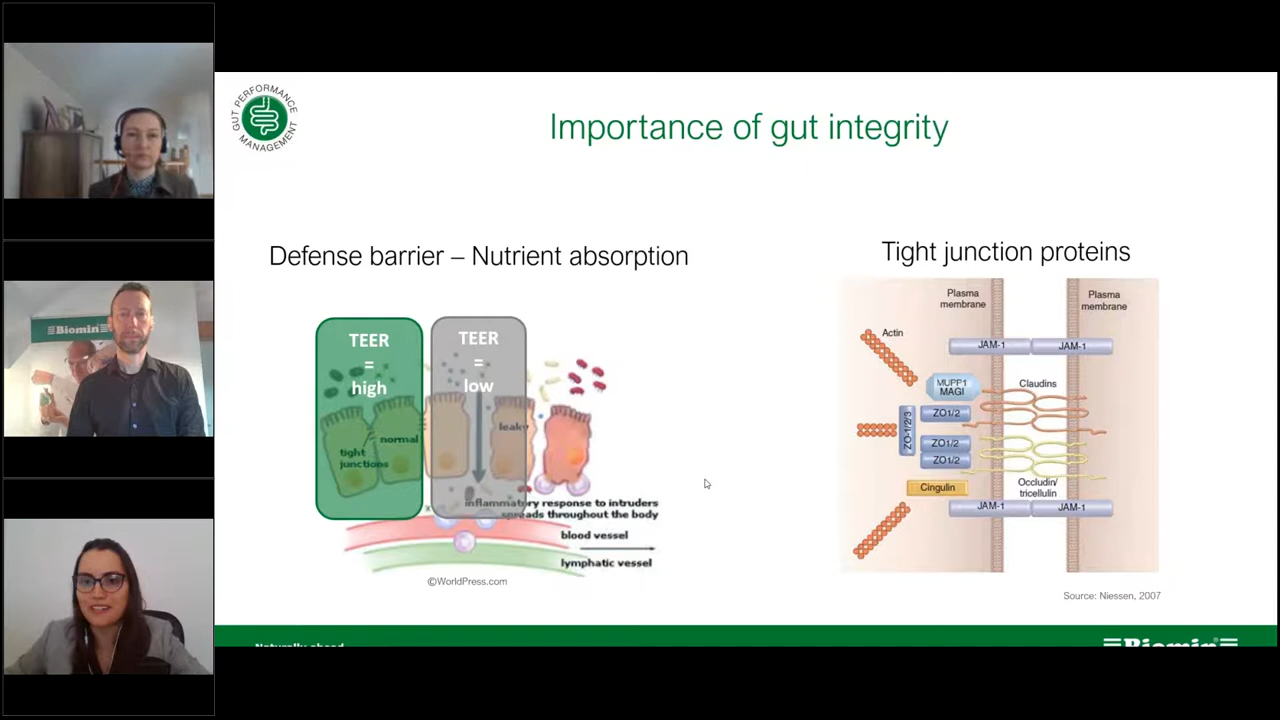 GUT PERFORMANCE
MANAGEMENT
Importance of gut integrity
Defense barrier – Nutrient absorption
TEER
=
high
TEER
=
low
normal
leaky
tight
junctions
inflammatory response to intruders
spreads throughout the body
blood vessel
lymphatic vessel
©WorldPress.com
Tight junction proteins
Plasma
membrane
Plasma
membrane
Actin
JAM-1
JAM-1
MUPP1
MAGI
Claudins
ZO-1/2/3
ZO1/2
ZO1/2
ZO1/2
Cingulin
Occludin/
tricellulin
JAM-1
JAM-1
Source: Niessen, 2007
Naturally ahead
Biomin®
Biomin